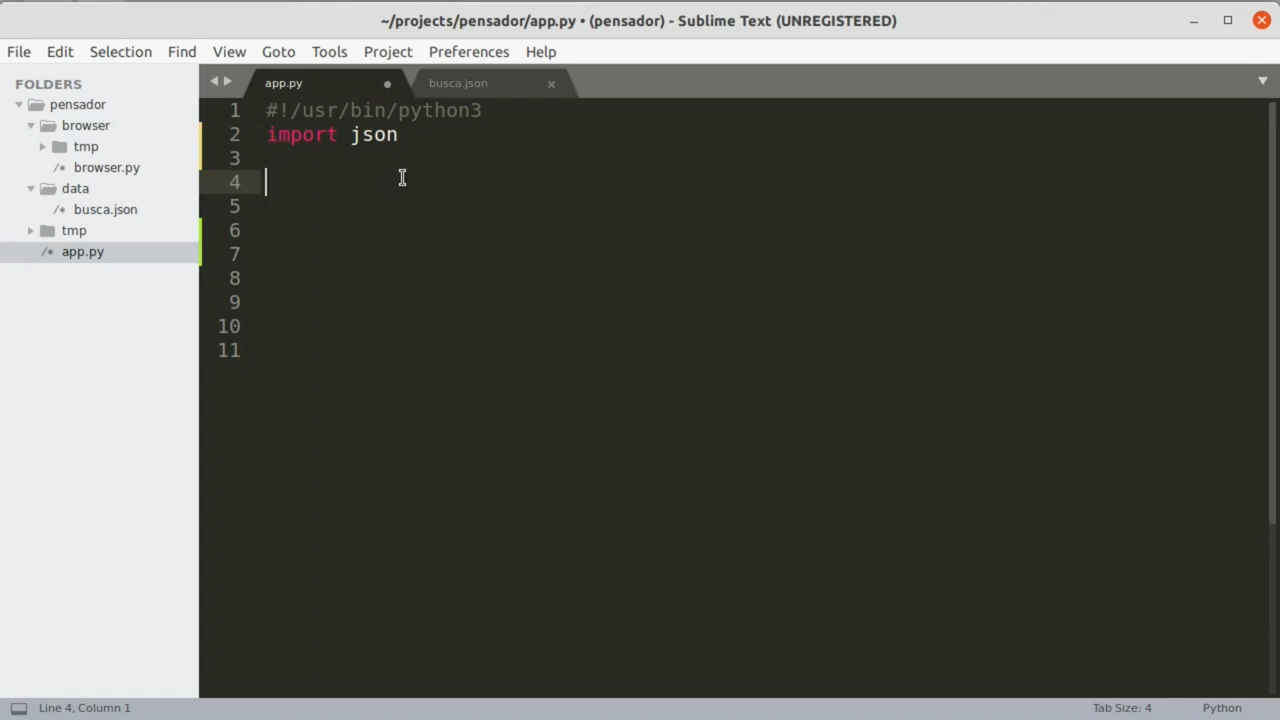 ~/projects/pensador/app.py • (pensador) - Sublime Text (UNREGISTERED)
File Edit Selection Find View Goto Tools Project Preferences Help
FOLDERS
pensador
browser
tmp
/* browser.py
data
/* busca.json
tmp
/* app.py
app.py
busca.json
1 #!/usr/bin/python3
2 import json
3
4
5
6
7
8
9
10
11
Line 4, Column 1
Tab Size: 4
Python